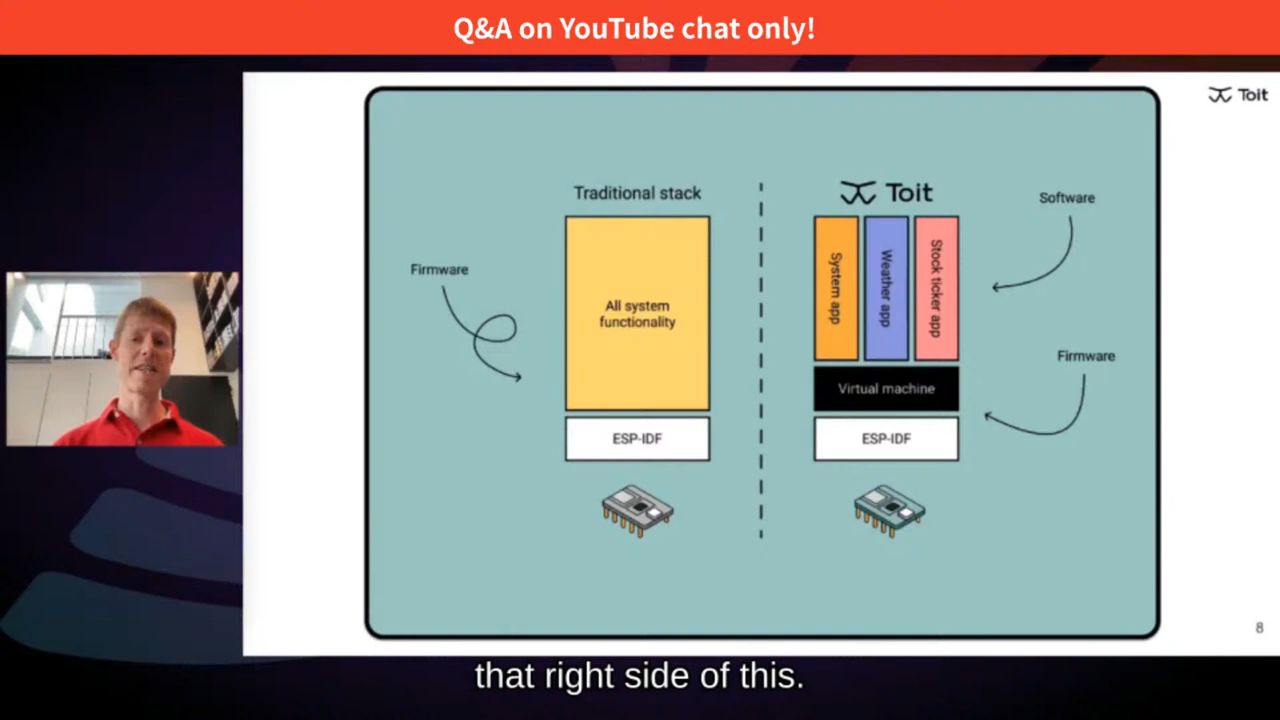 Q&A on YouTube chat only!
Toit
Traditional stack
Toit
Software
Firmware
All system
functionality
System app
Weather app
Stock ticker app
Firmware
Virtual machine
ESP-IDF
ESP-IDF
8
that right side of this.